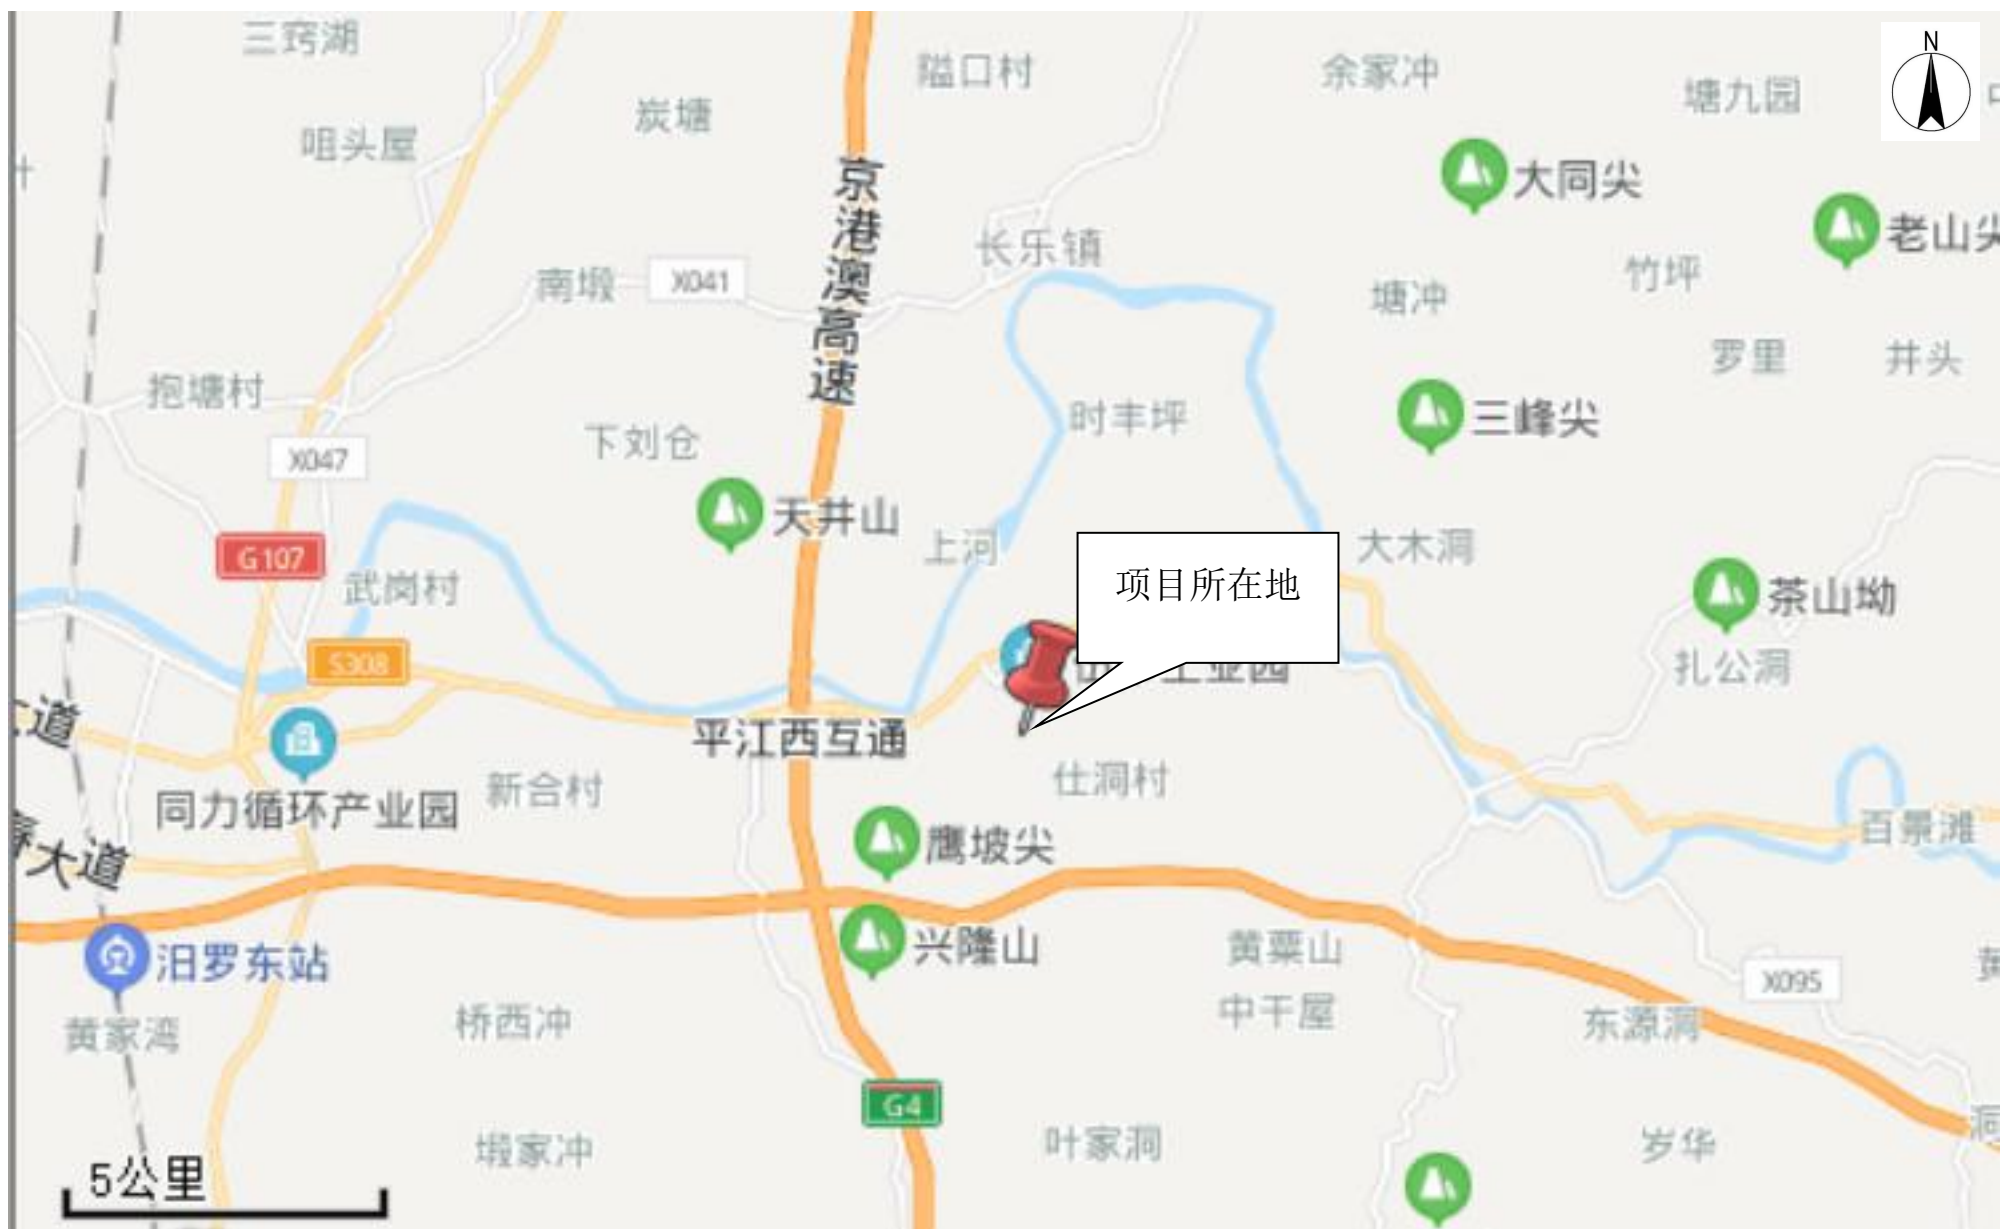 N
三窍湖
隘口村
余家冲
塘九园
炭塘
咀头屋
大同尖
京港澳高速
老山尖
长乐镇
南塅
X041
竹坪
塘冲
罗里
井头
抱塘村
时丰坪
三峰尖
下刘仓
X047
天井山
上河
大木洞
G107
武岗村
项目所在地
茶山坳
S308
工业园
扎公洞
道
平江西互通
同力循环产业园
新合村
仕洞村
百景滩
大道
鹰坡尖
汨罗东站
兴隆山
黄粟山
X095
黄家湾
桥西冲
中干屋
东源洞
G4
塅家冲
叶家洞
岁华
洞
5公里